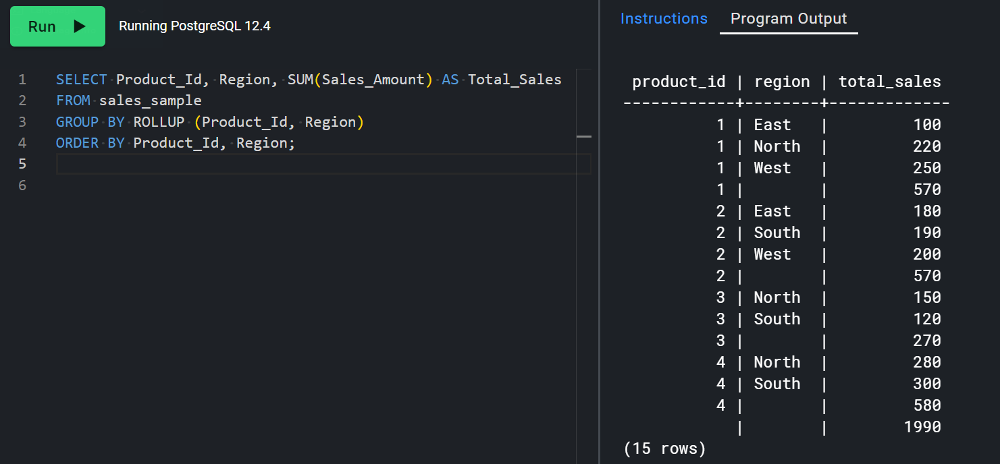 Run Running PostgreSQL 12.4
1 SELECT Product_Id, Region, SUM(Sales_Amount) AS Total_Sales
2 FROM sales_sample
3 GROUP BY ROLLUP (Product_Id, Region)
4 ORDER BY Product_Id, Region;
5
6
Instructions Program Output
product_id | region | total_sales
------------+--------+-------------
1 | East | 100
1 | North | 220
1 | West | 250
1 | | 570
2 | East | 180
2 | South | 190
2 | West | 200
2 | | 570
3 | North | 150
3 | South | 120
3 | | 270
4 | North | 280
4 | South | 300
4 | | 580
| | 1990
(15 rows)